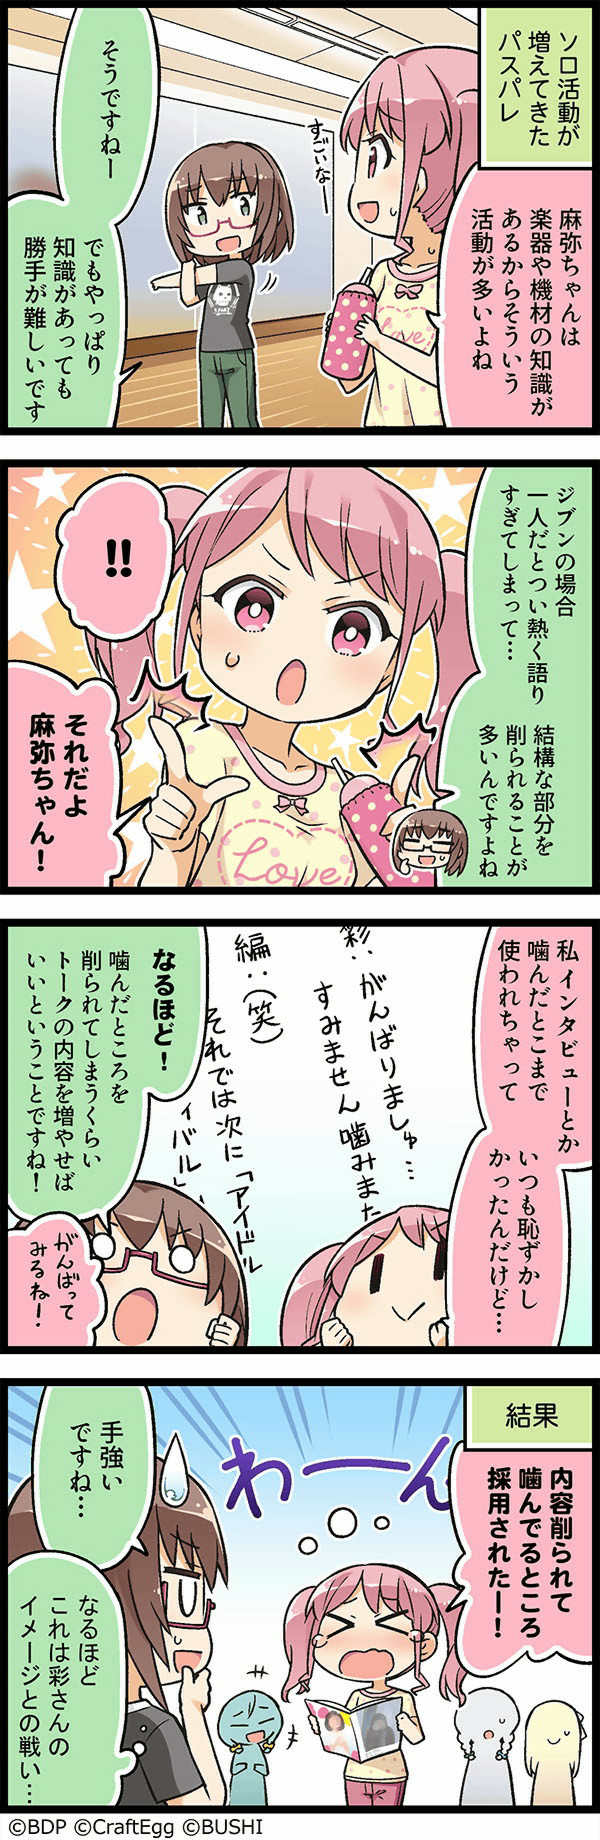 ソロ活動が
増えてきた
パスパレ
麻弥ちゃんは
楽器や機材の知識が
あるからそういう
活動が多いよね
すごいなー
Love
そうですねー
でもやっぱり
知識があっても
勝手が難しいです
ジブンの場合
一人だとつい熱く語り
すぎてしまって…
結構な部分を
削られることが
多いんですよね
!!
それだよ
麻弥ちゃん！
Love
私インタビューとか
噛んだとこまで
使われちゃって
いつも恥ずかし
かったんだけど…
彩:がんばりましゅ…
すみません噛みまた
編:(笑)
それでは次に「アイドル
イバル」
なるほど！
噛んだところを
削られてしまうくらい
トークの内容を増やせば
いいということですね！
がんばって
みるねー！
結果
内容削られて
噛んでるところ
採用されたー！
わーん
手強い
ですね…
なるほど
これは彩さんの
イメージとの戦い…
©BDP ©CraftEgg ©BUSHI